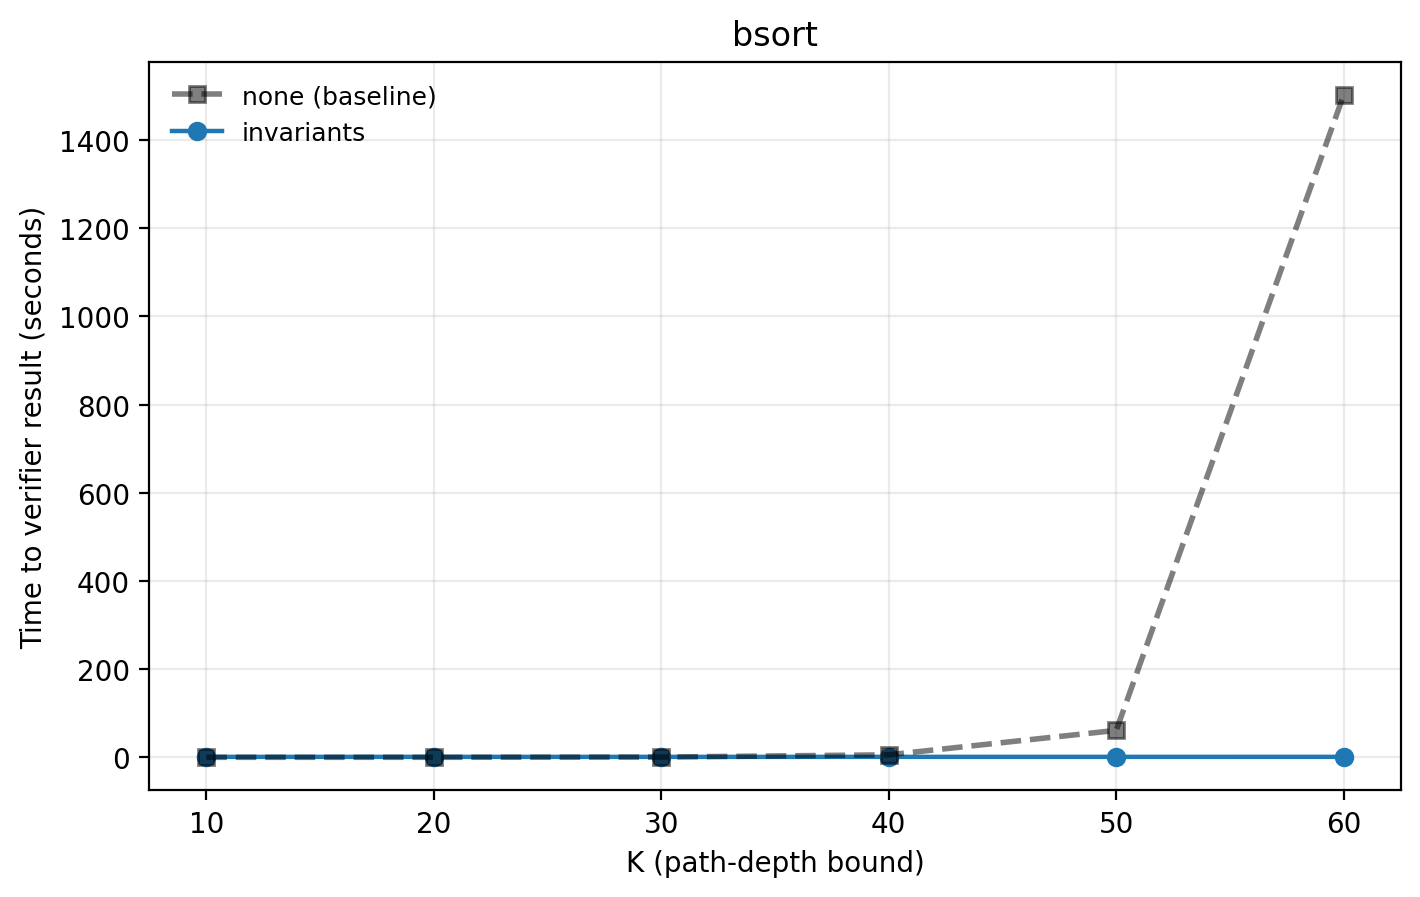 bsort
none (baseline)
invariants
Time to verifier result (seconds)
1400
1200
1000
800
600
400
200
0
10 20 30 40 50 60
K (path-depth bound)